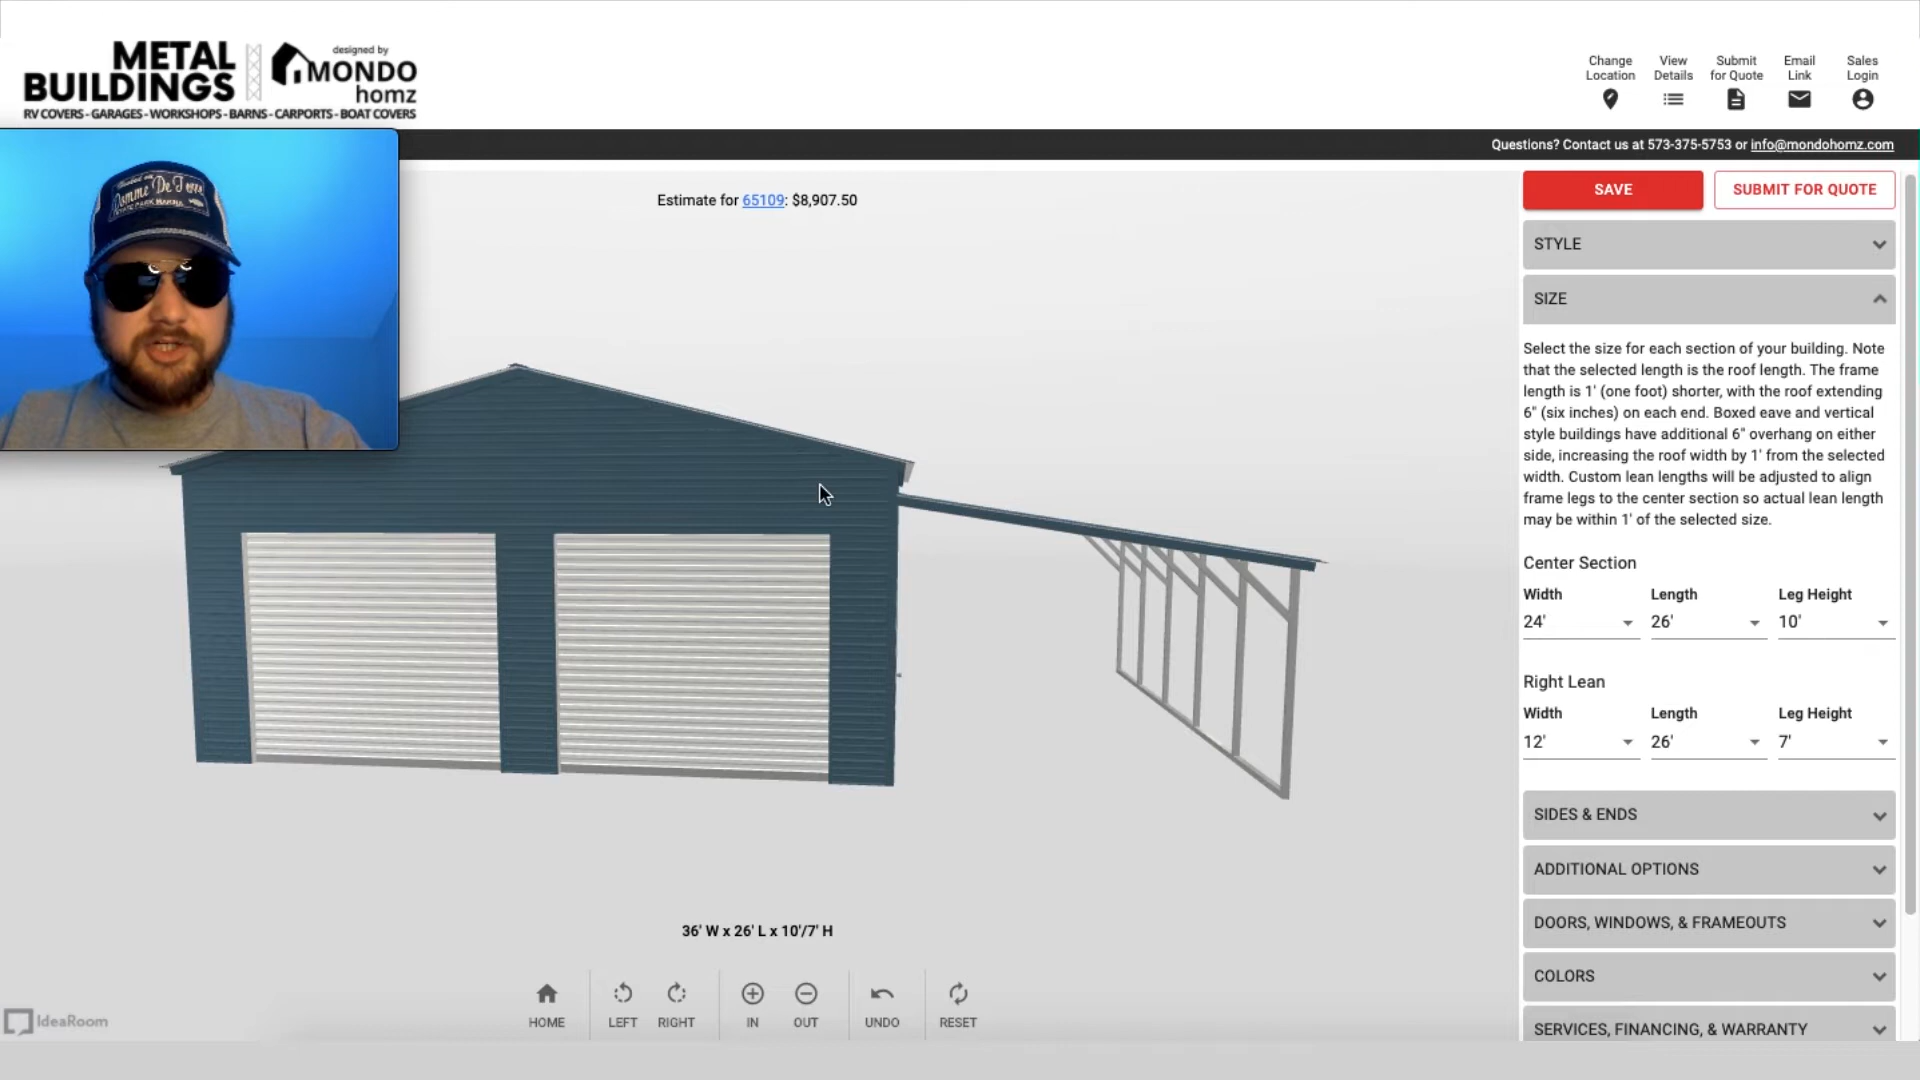 METAL
BUILDINGS
designed by
MONDO
homz
RV COVERS - GARAGES - WORKSHOPS - BARNS - CARPORTS - BOAT COVERS
Change
Location
View
Details
Submit
for Quote
Email
Link
Sales
Login
Questions? Contact us at 573-375-5753 or info@mondohomz.com
Pomme De Terre
STATE PARK MARINA
Estimate for 65109: $8,907.50
SAVE
SUBMIT FOR QUOTE
STYLE
SIZE
Select the size for each section of your building. Note
that the selected length is the roof length. The frame
length is 1' (one foot) shorter, with the roof extending
6" (six inches) on each end. Boxed eave and vertical
style buildings have additional 6" overhang on either
side, increasing the roof width by 1' from the selected
width. Custom lean lengths will be adjusted to align
frame legs to the center section so actual lean length
may be within 1' of the selected size.
Center Section
Width Length Leg Height
24' 26' 10'
Right Lean
Width Length Leg Height
12' 26' 7'
SIDES & ENDS
ADDITIONAL OPTIONS
DOORS, WINDOWS, & FRAMEOUTS
COLORS
SERVICES, FINANCING, & WARRANTY
36' W x 26' L x 10'/7' H
HOME LEFT RIGHT IN OUT UNDO RESET
IdeaRoom